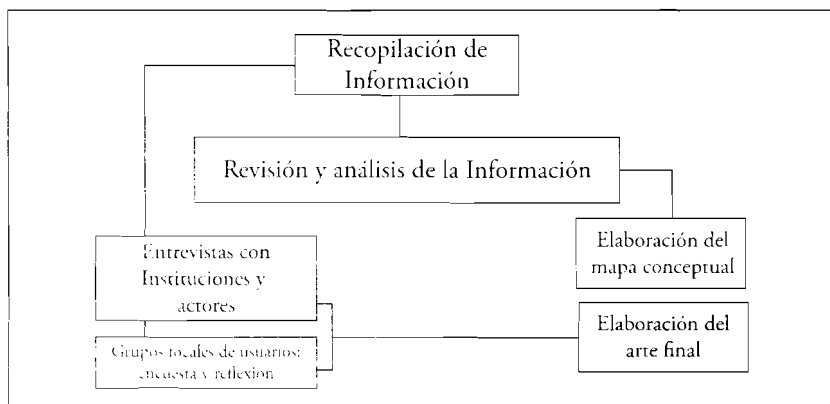 Recopilación de
Información
Revisión y análisis de la Información
Entrevistas con
Instituciones y
actores
Grupos focales de usuarios:
encuesta y reflexión
Elaboración del
mapa conceptual
Elaboración del
arte final